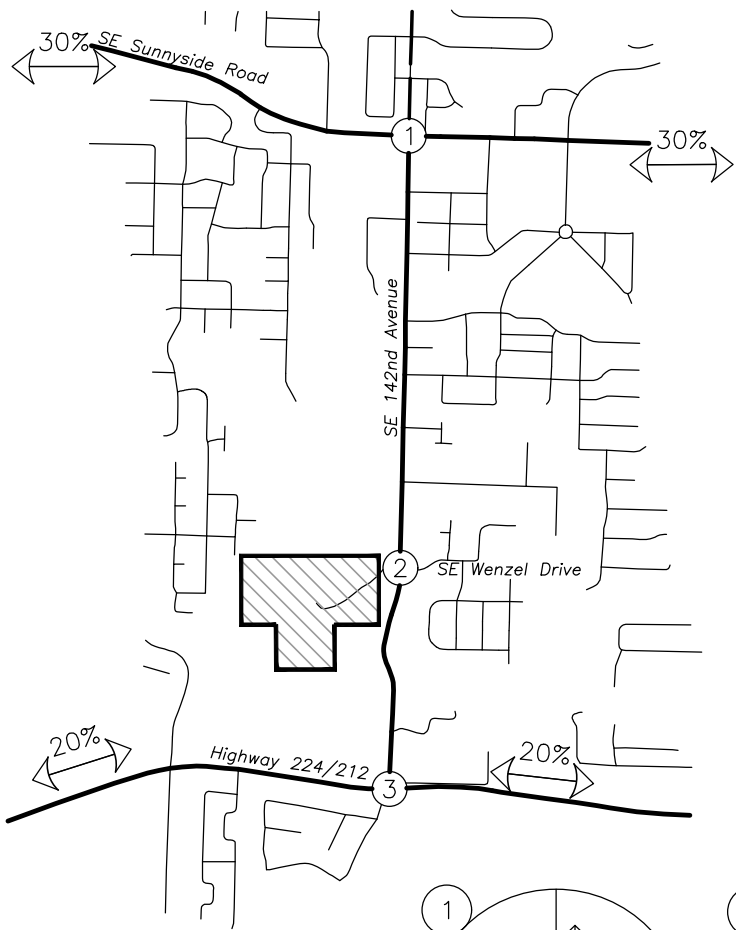 30%
SE Sunnyside Road
1
30%
SE 142nd Avenue
2
SE Wenzel Drive
20%
Highway 224/212
20%
3
1